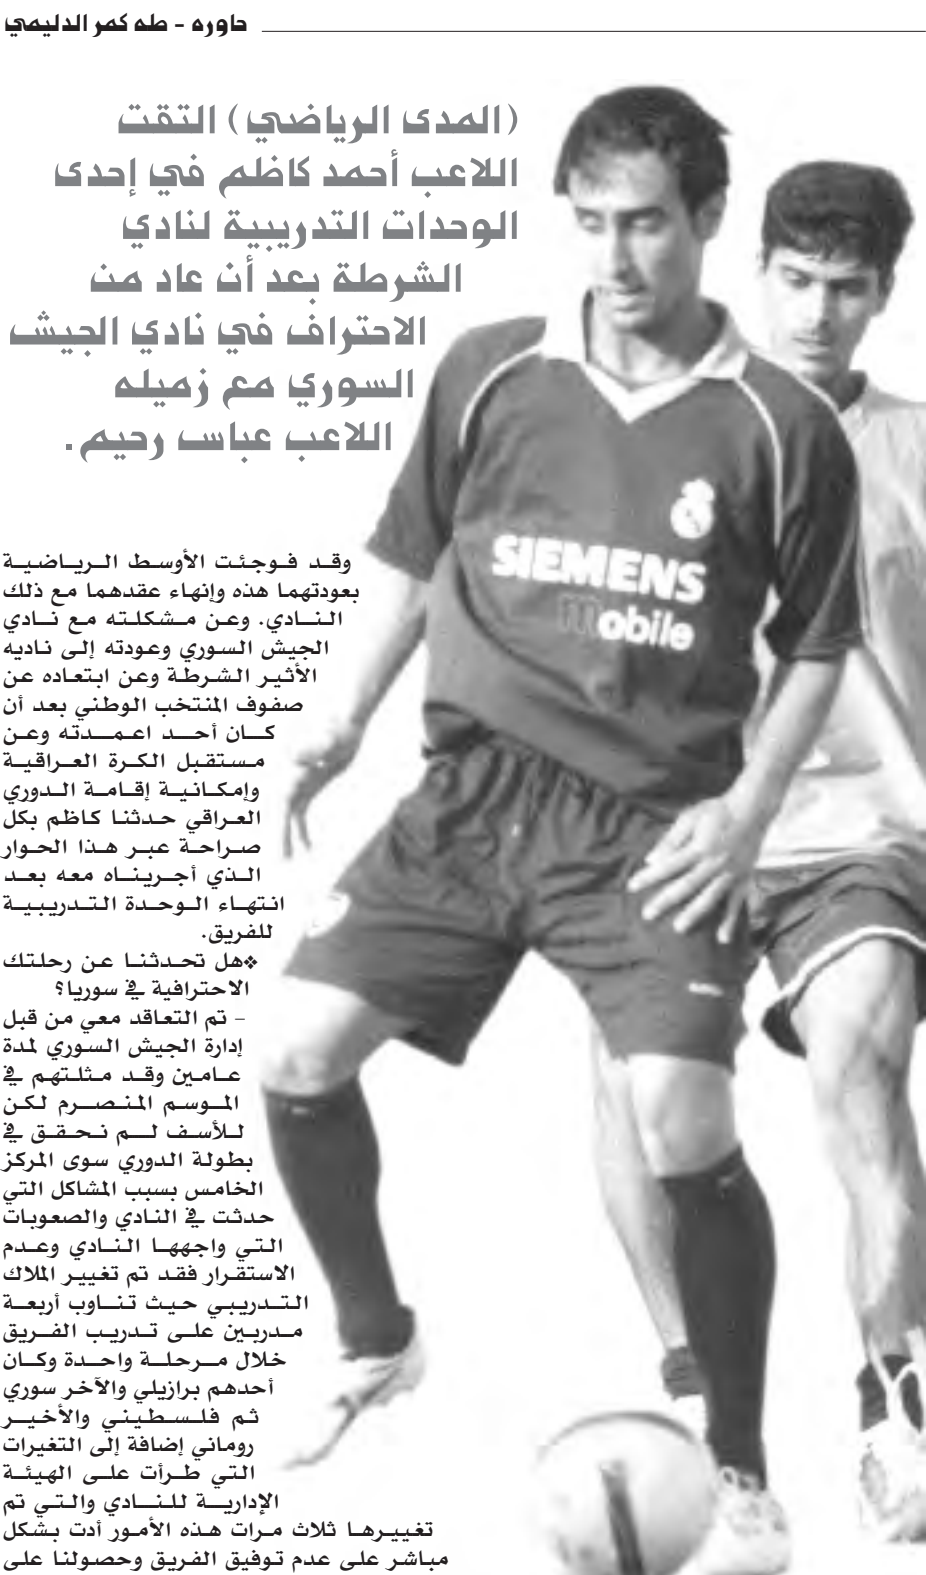 حاوره - طه كمر الدليمي
(المدى الرياضي) التقت
اللاعب أحمد كاظم في إحدى
الوحدات التدريبية لنادي
الشرطة بعد أن عاد من
الاحتراف في نادي الجيش
السوري مع زميله
اللاعب عباس رحيم.
وقد فوجئت الأوسط الرياضية
بعودتهما هذه وإنهاء عقدهما مع ذلك
النادي. وعن مشكلته مع نادي
الجيش السوري وعودته إلى ناديه
الأثير الشرطة وعن ابتعاده عن
صفوف المنتخب الوطني بعد أن
كان أحد اعمدته وعن
مستقبل الكرة العراقية
وإمكانية إقامة الدوري
العراقي حدثنا كاظم بكل
صراحة عبر هذا الحوار
الذي أجريناه معه بعد
انتهاء الوحدة التدريبية
للفريق.
❖هل تحدثنا عن رحلتك
الاحترافية في سوريا؟
- تم التعاقد معي من قبل
إدارة الجيش السوري لمدة
عامين وقد مثلتهم في
الموسم المنصرم لكن
للأسف لم نحقق في
بطولة الدوري سوى المركز
الخامس بسبب المشاكل التي
حدثت في النادي والصعوبات
التي واجهها النادي وعدم
الاستقرار فقد تم تغيير الملاك
التدريبي حيث تناوب أربعة
مدربين على تدريب الفريق
خلال مرحلة واحدة وكان
أحدهم برازيلي والآخر سوري
ثم فلسطيني والأخير
روماني إضافة إلى التغيرات
التي طرأت على الهيئة
الإدارية للنادي والتي تم
تغييرها ثلاث مرات هذه الأمور أدت بشكل
مباشر على عدم توفيق الفريق وحصولنا على
SIEMENS
mobile